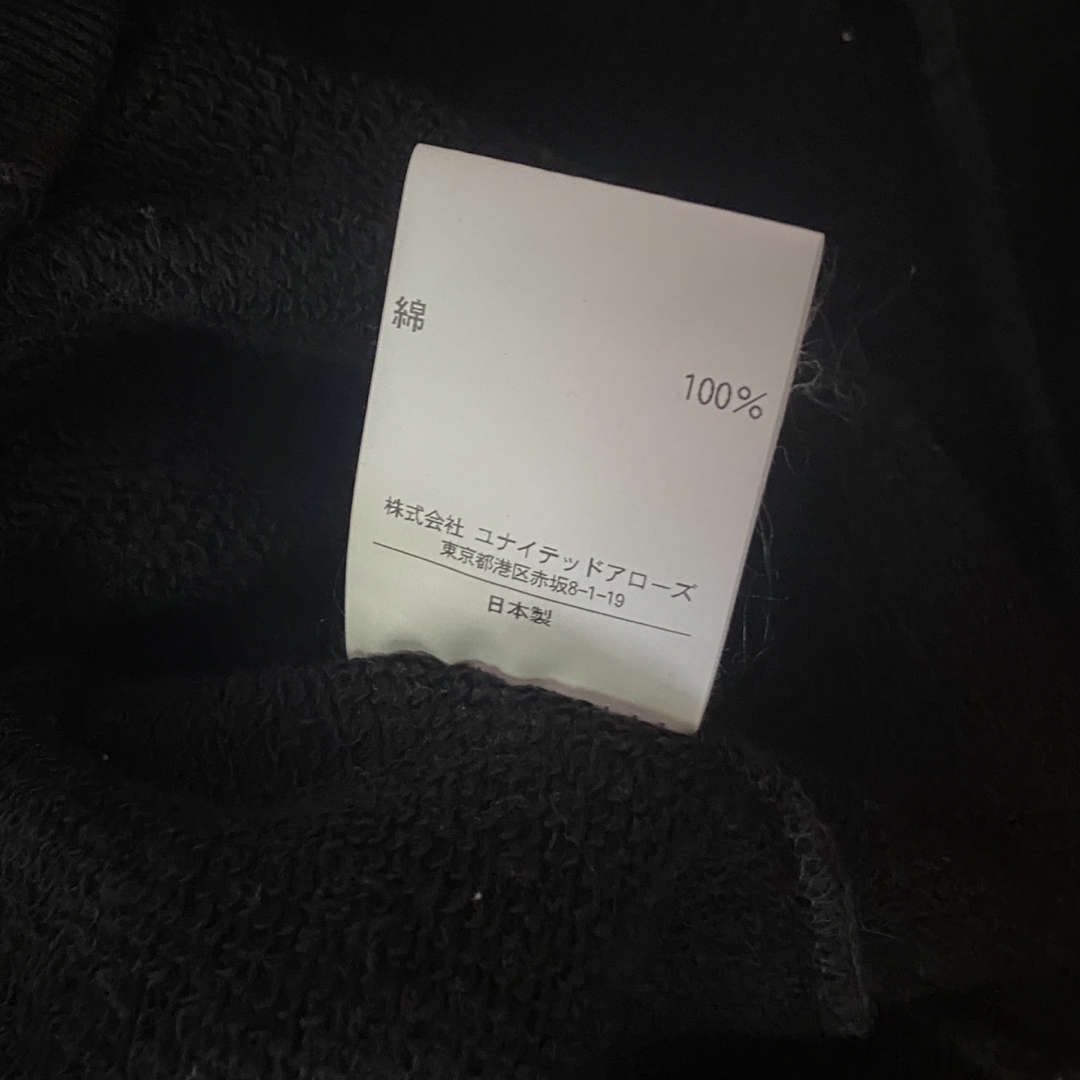 綿
100%
株式会社 ユナイテッドアローズ
東京都港区赤坂8-1-19
日本製